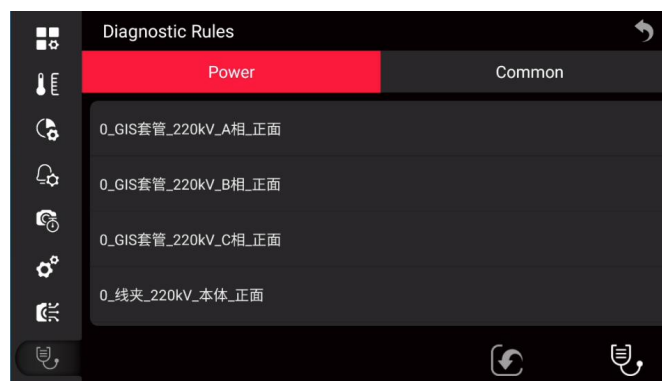 Diagnostic Rules
Power
Common
0_GIS套管_220kV_A相_正面
0_GIS套管_220kV_B相_正面
0_GIS套管_220kV_C相_正面
0_线夹_220kV_本体_正面